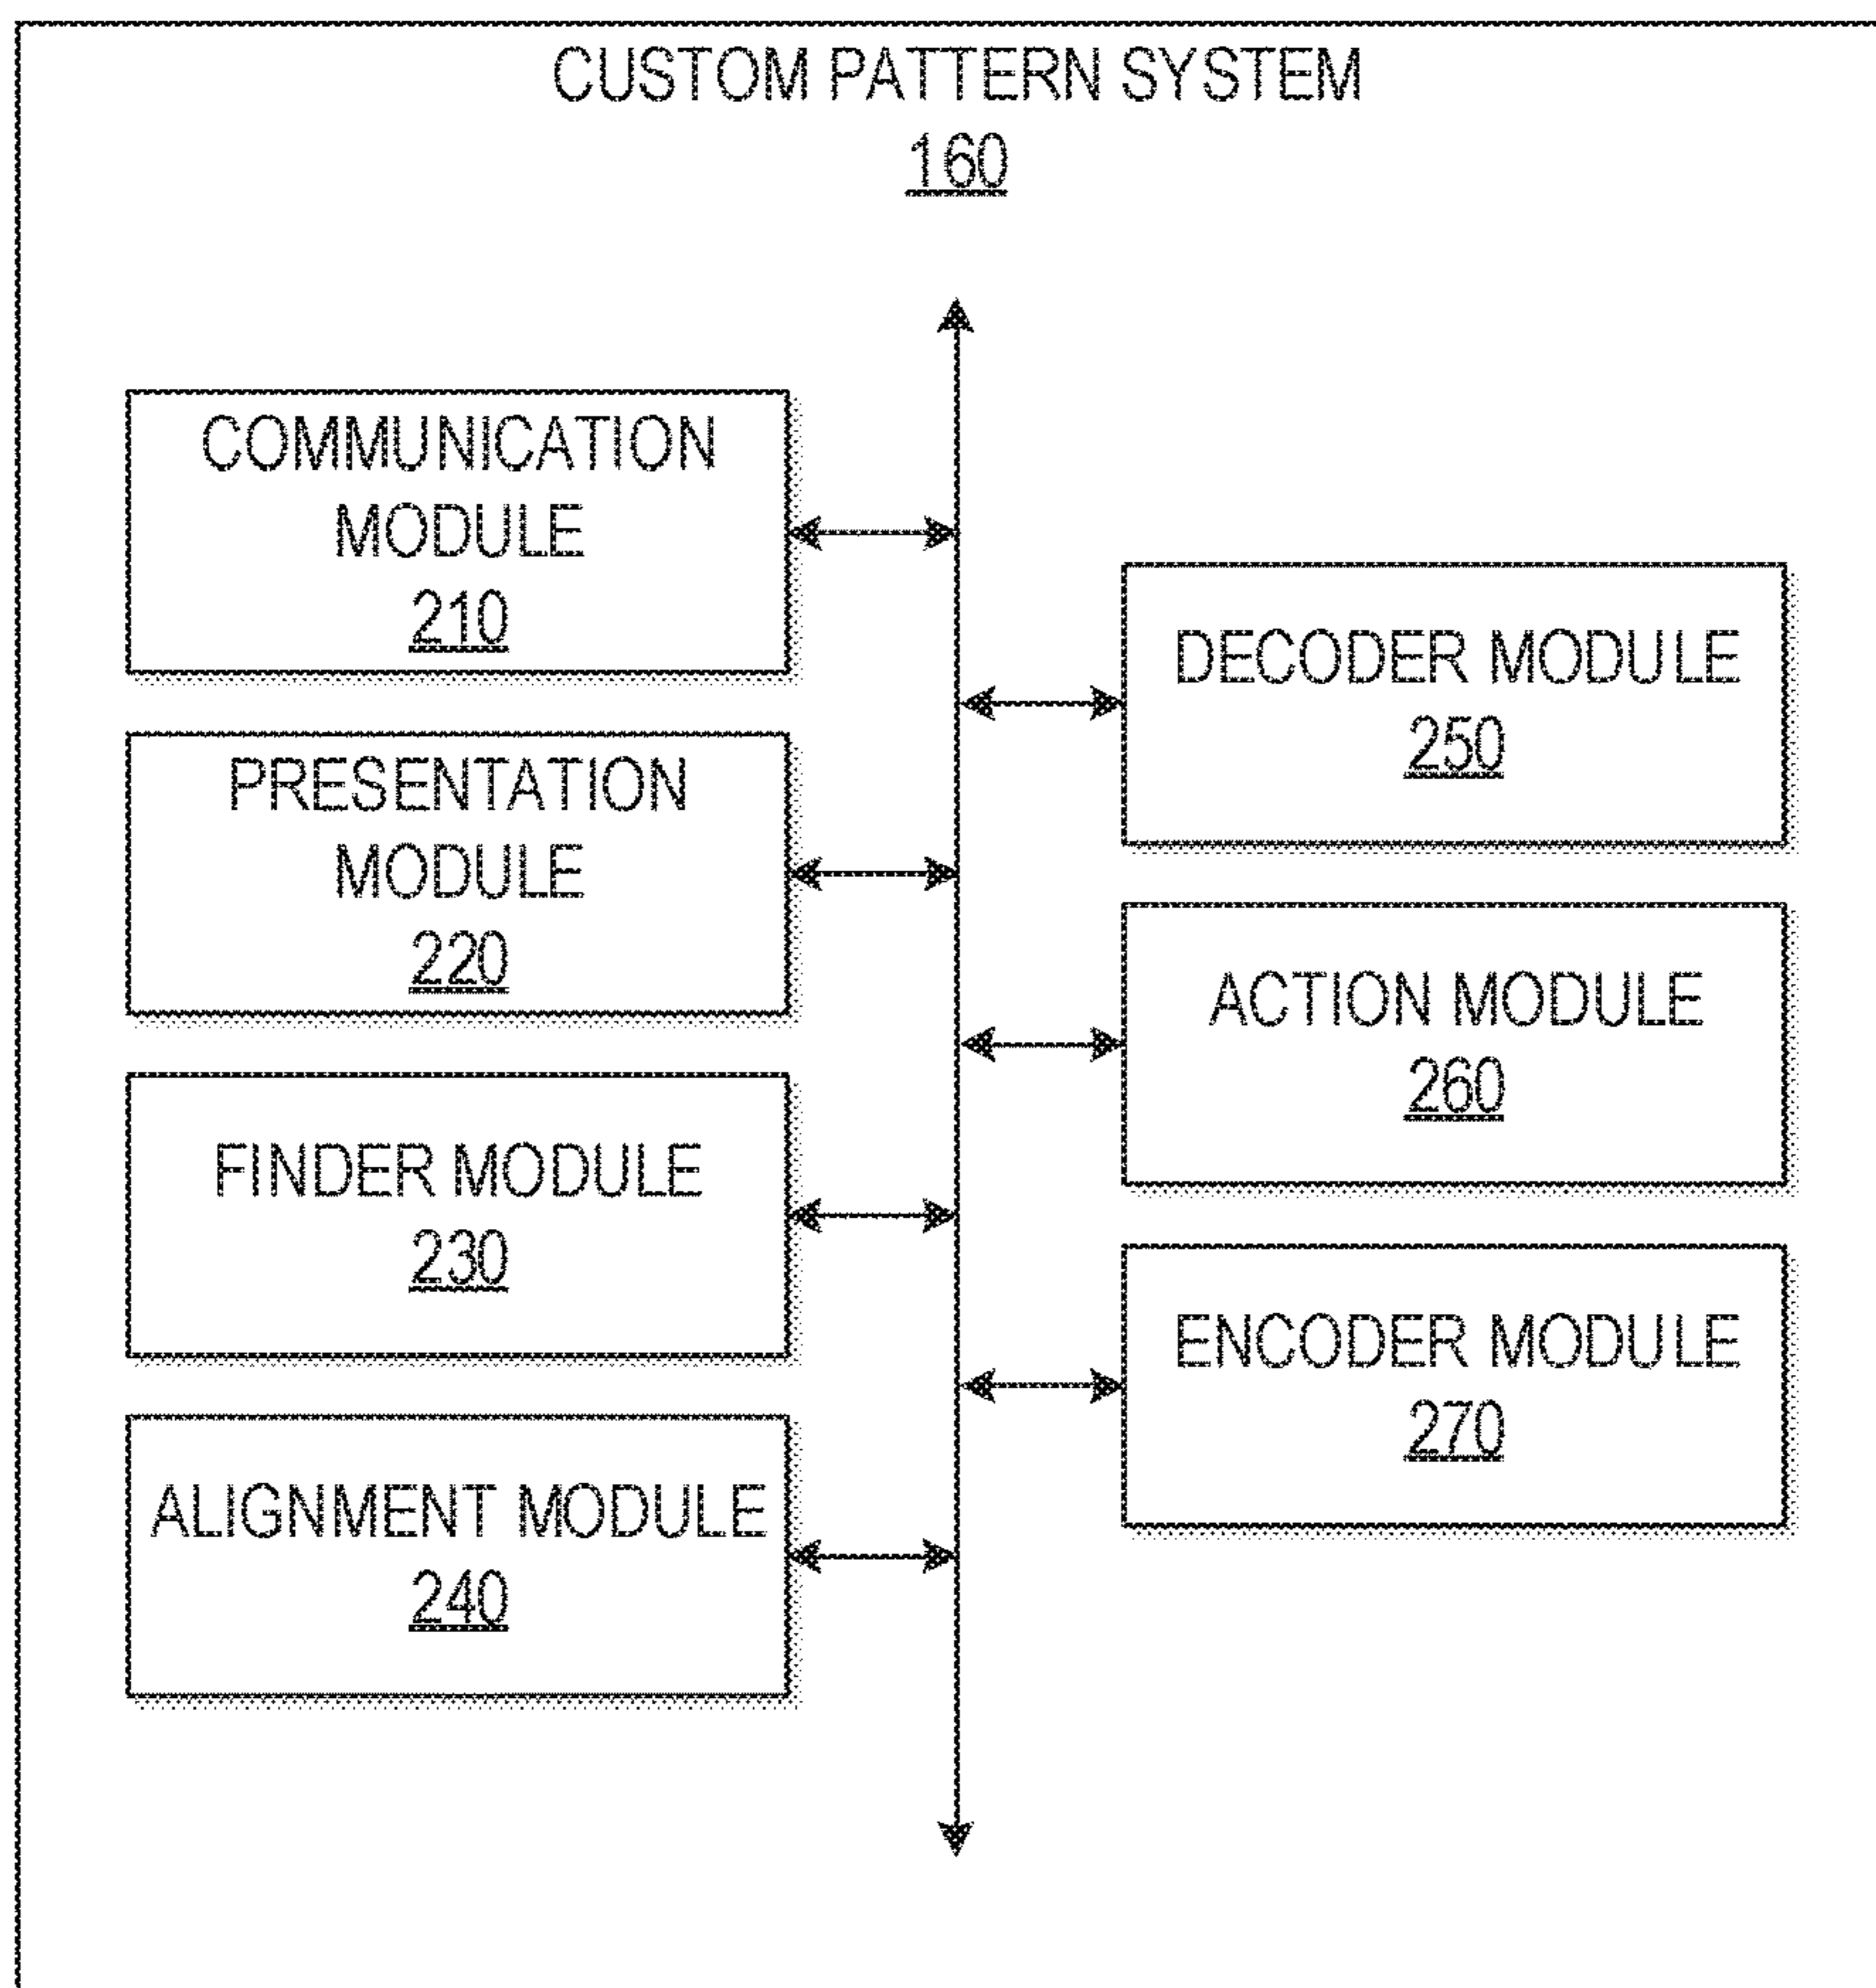 CUSTOM PATTERN SYSTEM
160
COMMUNICATION
MODULE
210
PRESENTATION
MODULE
220
FINDER MODULE
230
ALIGNMENT MODULE
240
DECODER MODULE
250
ACTION MODULE
260
ENCODER MODULE
270